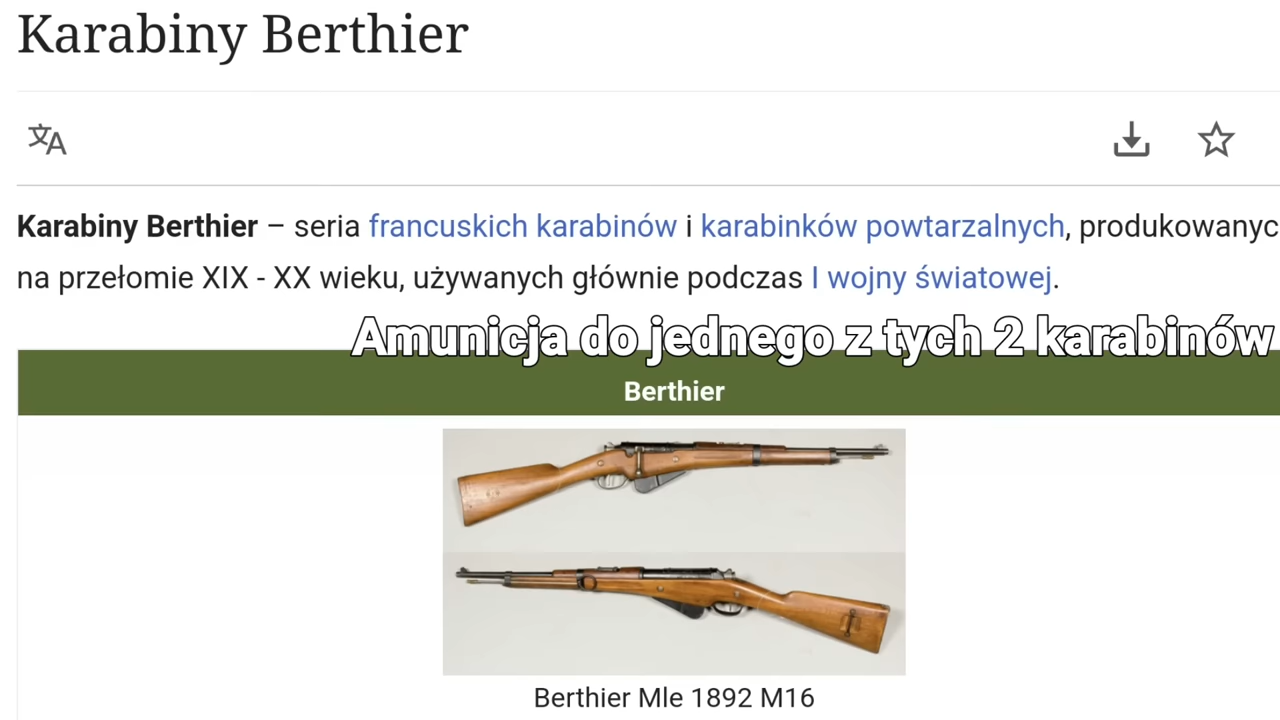 Karabiny Berthier
Karabiny Berthier – seria francuskich karabinów i karabinków powtarzalnych, produkowanyc
na przełomie XIX - XX wieku, używanych głównie podczas I wojny światowej.
Amunicja do jednego z tych 2 karabinów
Berthier
Berthier Mle 1892 M16